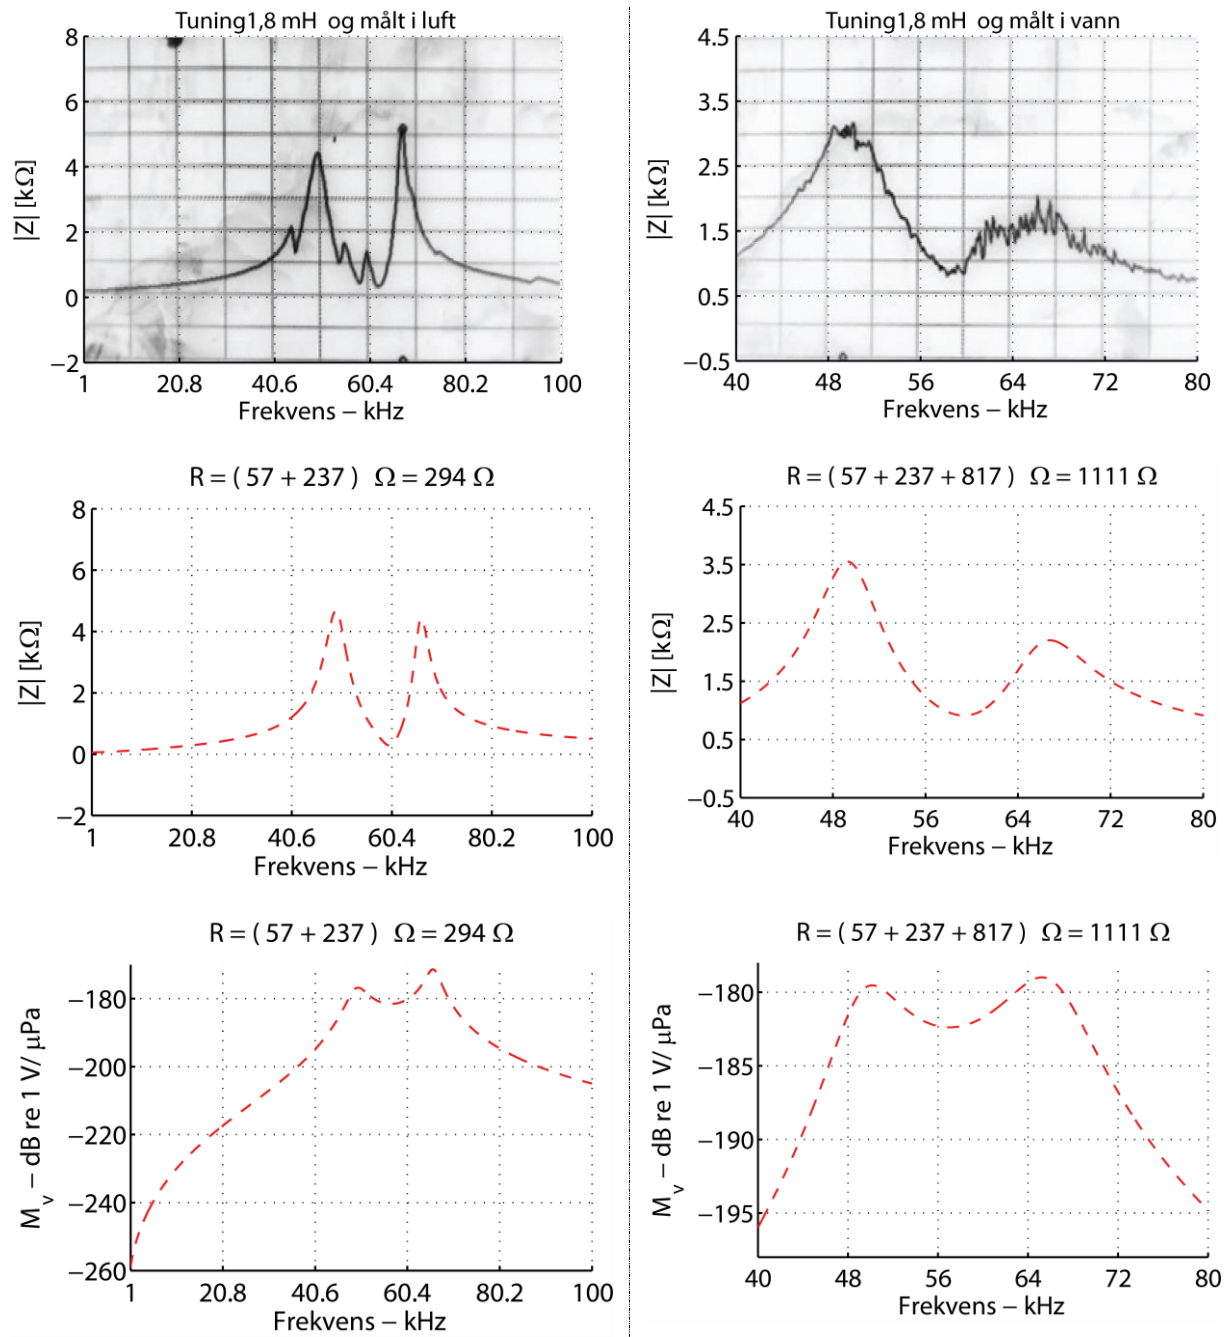 Tuning1,8 mH og målt i luft
8
6
4
2
0
−2
|Z| [kΩ]
1 20.8 40.6 60.4 80.2 100
Frekvens − kHz
Tuning1,8 mH og målt i vann
4.5
3.5
2.5
1.5
0.5
−0.5
|Z| [kΩ]
40 48 56 64 72 80
Frekvens − kHz
R = ( 57 + 237 ) Ω = 294 Ω
8
6
4
2
0
−2
|Z| [kΩ]
1 20.8 40.6 60.4 80.2 100
Frekvens − kHz
R = ( 57 + 237 + 817 ) Ω = 1111 Ω
4.5
3.5
2.5
1.5
0.5
−0.5
|Z| [kΩ]
40 48 56 64 72 80
Frekvens − kHz
R = ( 57 + 237 ) Ω = 294 Ω
−180
−200
−220
−240
−260
Mv − dB re 1 V/ µPa
1 20.8 40.6 60.4 80.2 100
Frekvens − kHz
R = ( 57 + 237 + 817 ) Ω = 1111 Ω
−180
−185
−190
−195
Mv − dB re 1 V/ µPa
40 48 56 64 72 80
Frekvens − kHz